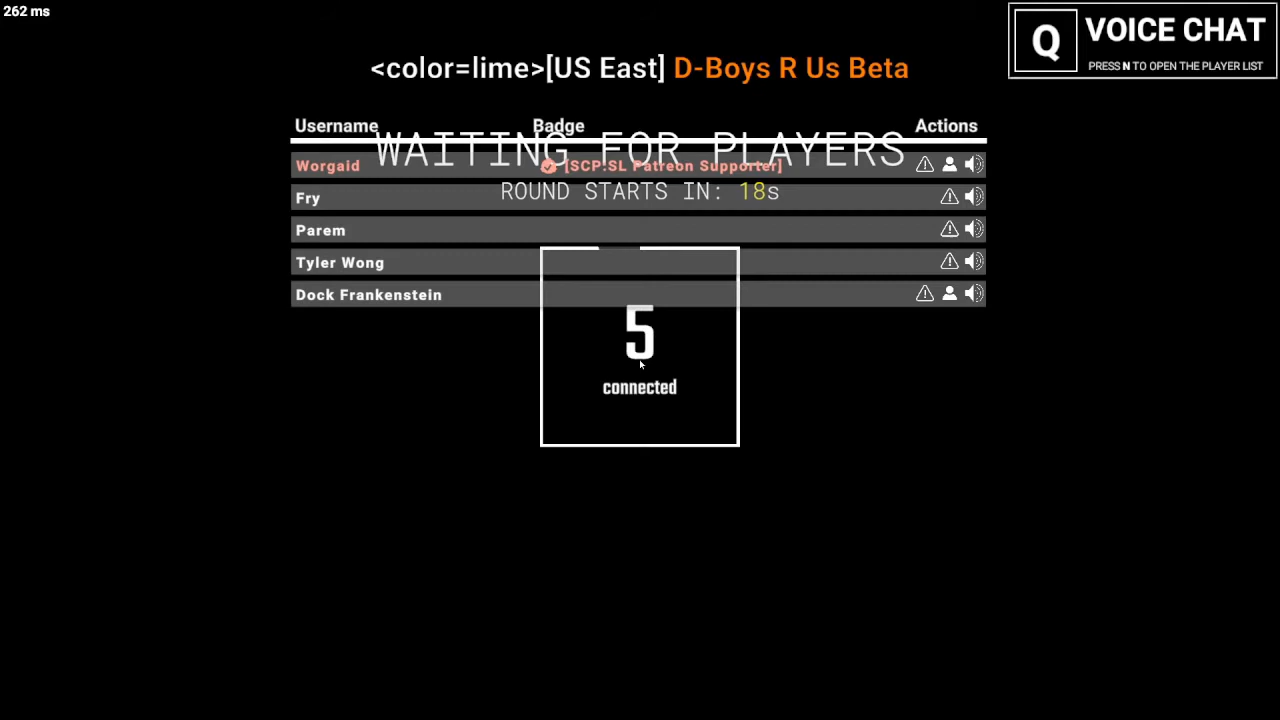 262 ms
Q VOICE CHAT
PRESS N TO OPEN THE PLAYER LIST
<color=lime>[US East] D-Boys R Us Beta
Username Badge Actions
WAITING FOR PLAYERS
Worgaid [SCP:SL Patreon Supporter]
ROUND STARTS IN: 18s
Fry
Parem
Tyler Wong
Dock Frankenstein
5
connected